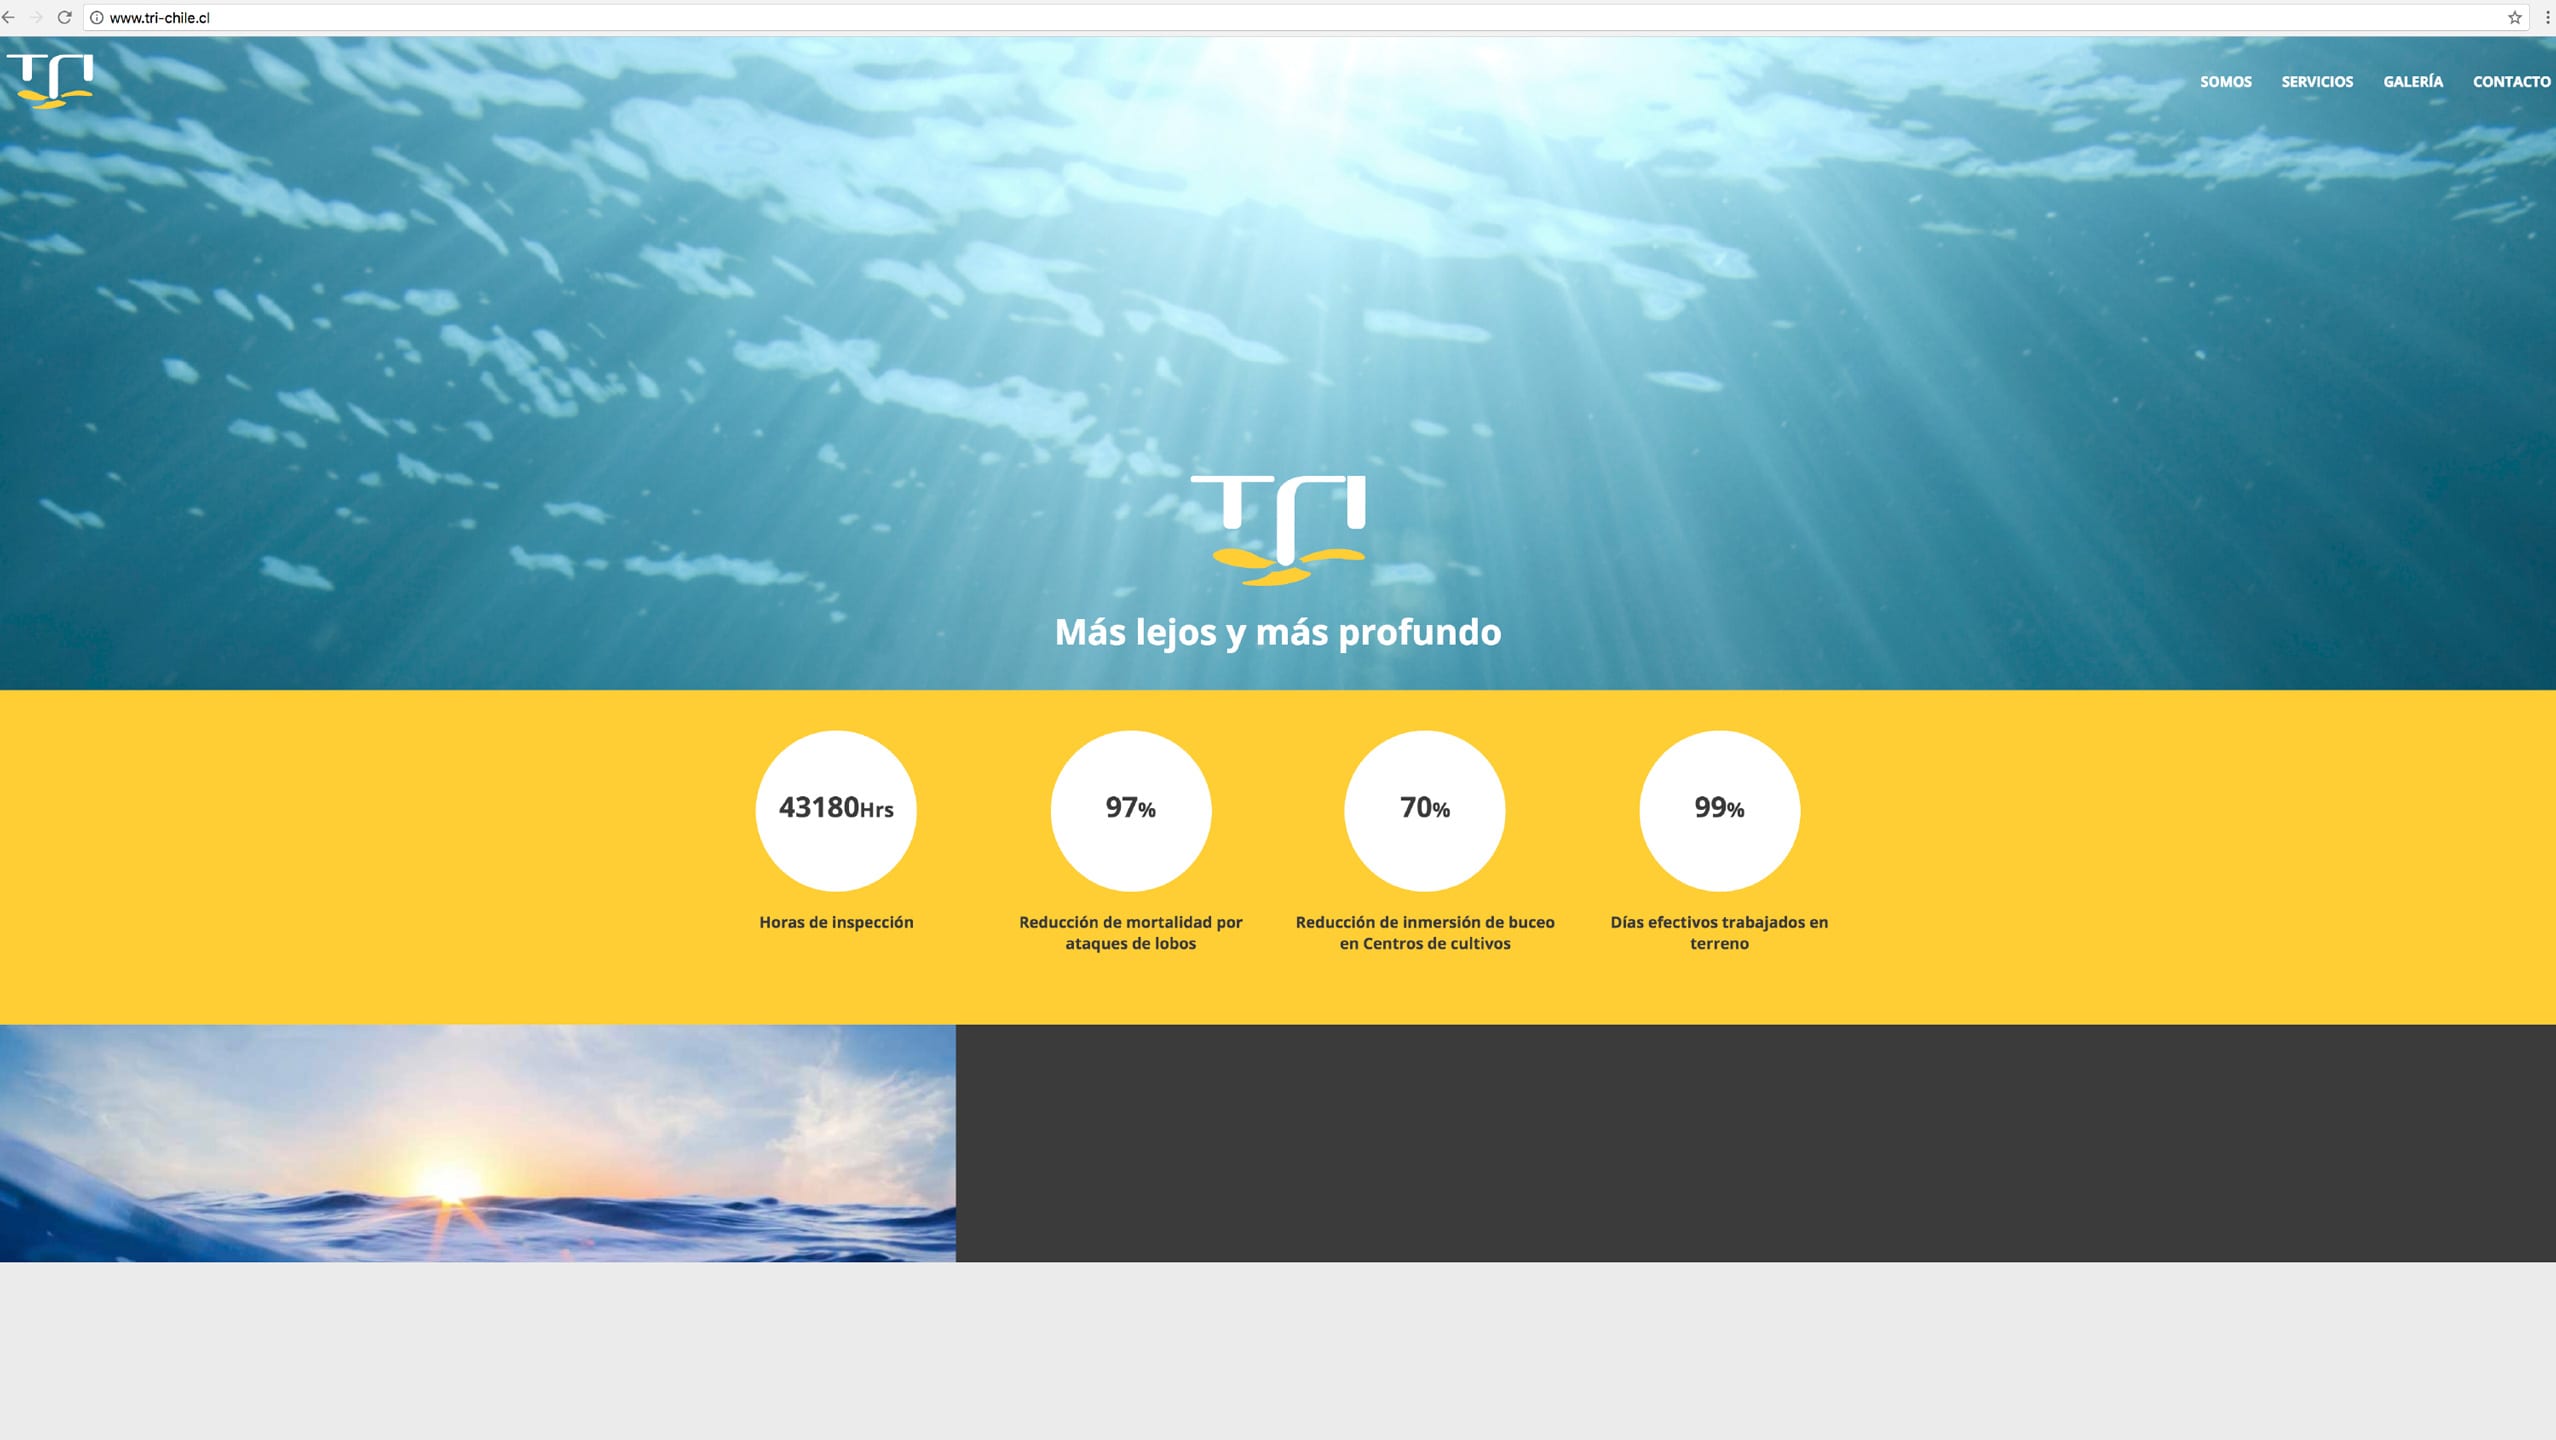 www.tri-chile.cl
TRI
SOMOS SERVICIOS GALERÍA CONTACTO
TRI
Más lejos y más profundo
43180Hrs
97%
70%
99%
Horas de inspección
Reducción de mortalidad por
ataques de lobos
Reducción de inmersión de buceo
en Centros de cultivos
Días efectivos trabajados en
terreno